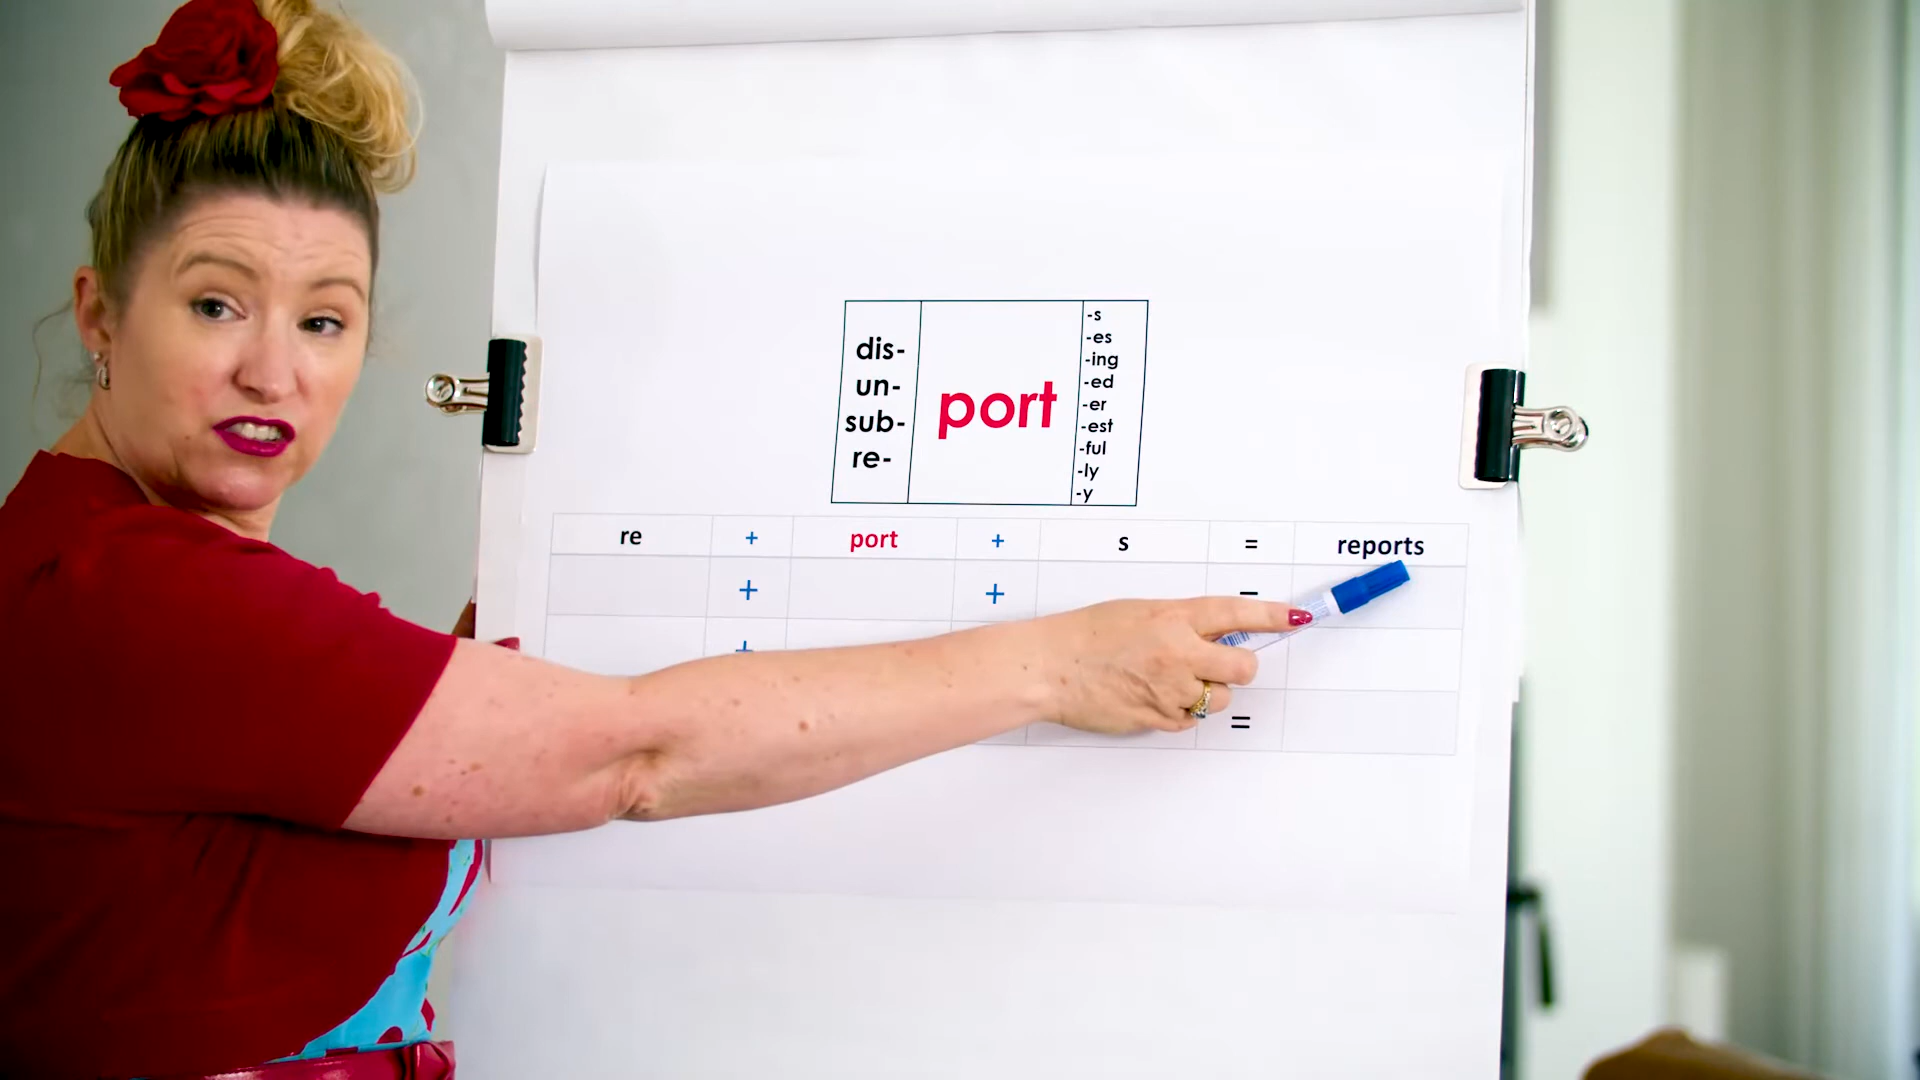 dis-
un-
sub-
re-
port
-s
-es
-ing
-ed
-er
-est
-ful
-ly
-y
re + port + s = reports
+ + =
+
=